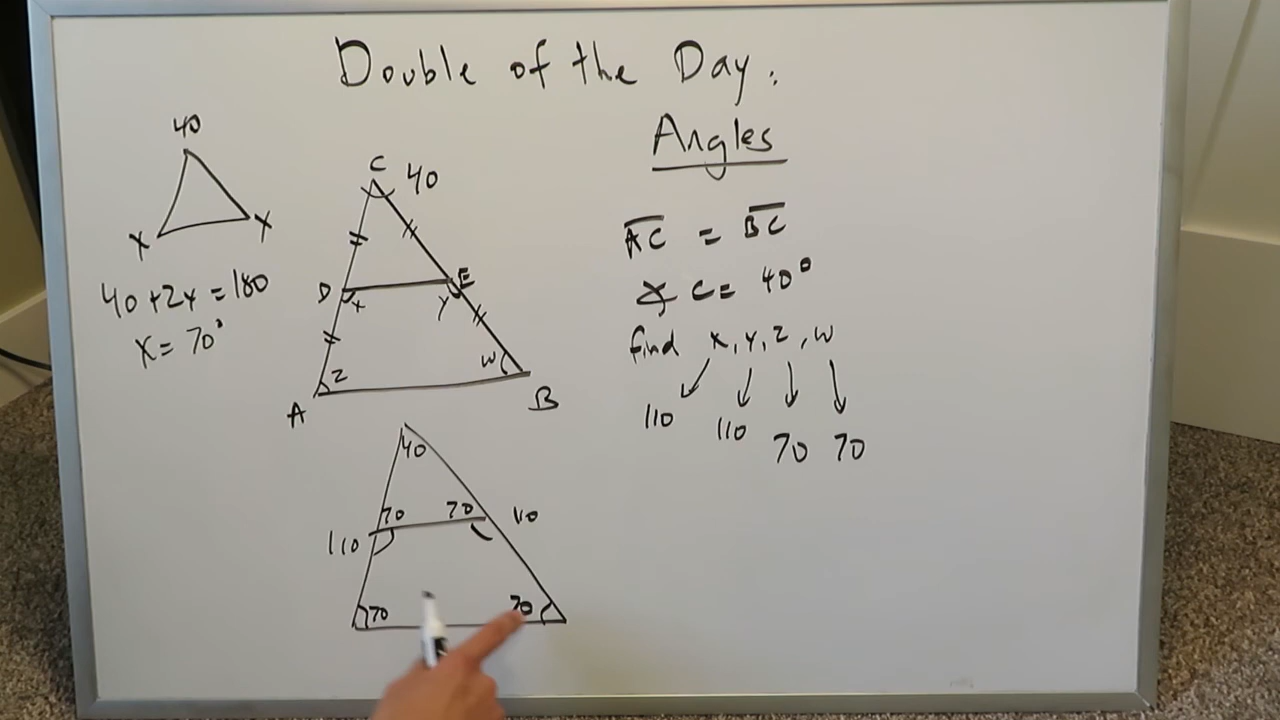 Double of the Day.
Angles
40
X X
40 + 2x = 180
x = 70°
C 40
D E
x y
z w
A B
AC = BC
∡ C = 40°
find x, y, z, w
110 110 70 70
40
70 70 110
110
70 70